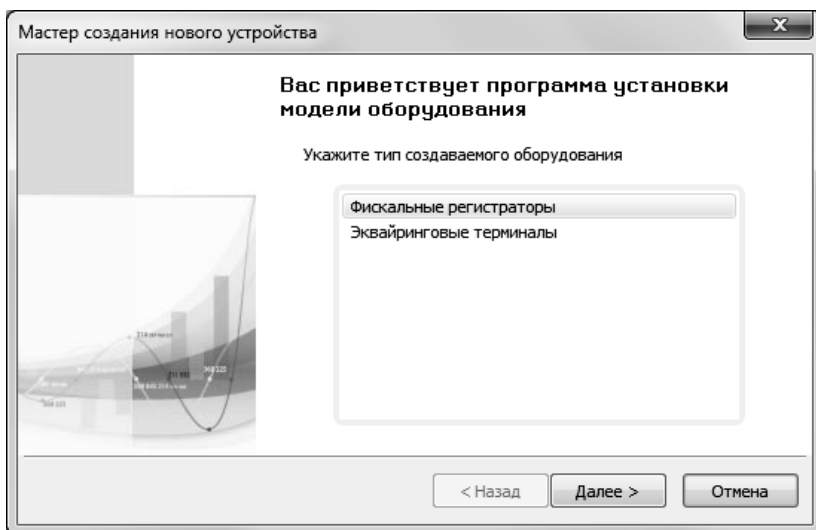 Мастер создания нового устройства
Вас приветствует программа установки
модели оборудования
Укажите тип создаваемого оборудования
Фискальные регистраторы
Эквайринговые терминалы
< Назад
Далее >
Отмена